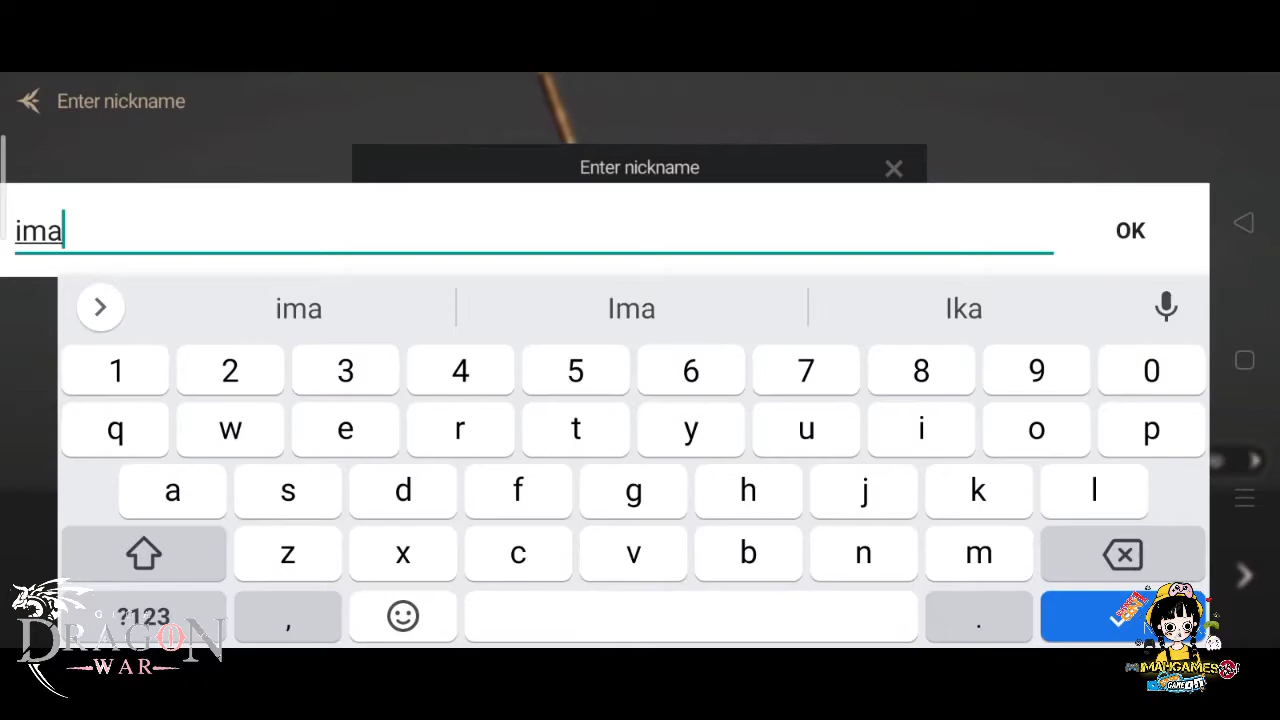 Enter nickname
Enter nickname
ima
OK
ima Ima Ika
1 2 3 4 5 6 7 8 9 0
q w e r t y u i o p
a s d f g h j k l
z x c v b n m
?123 , .
DRAGON
WAR
IMAHGAMES